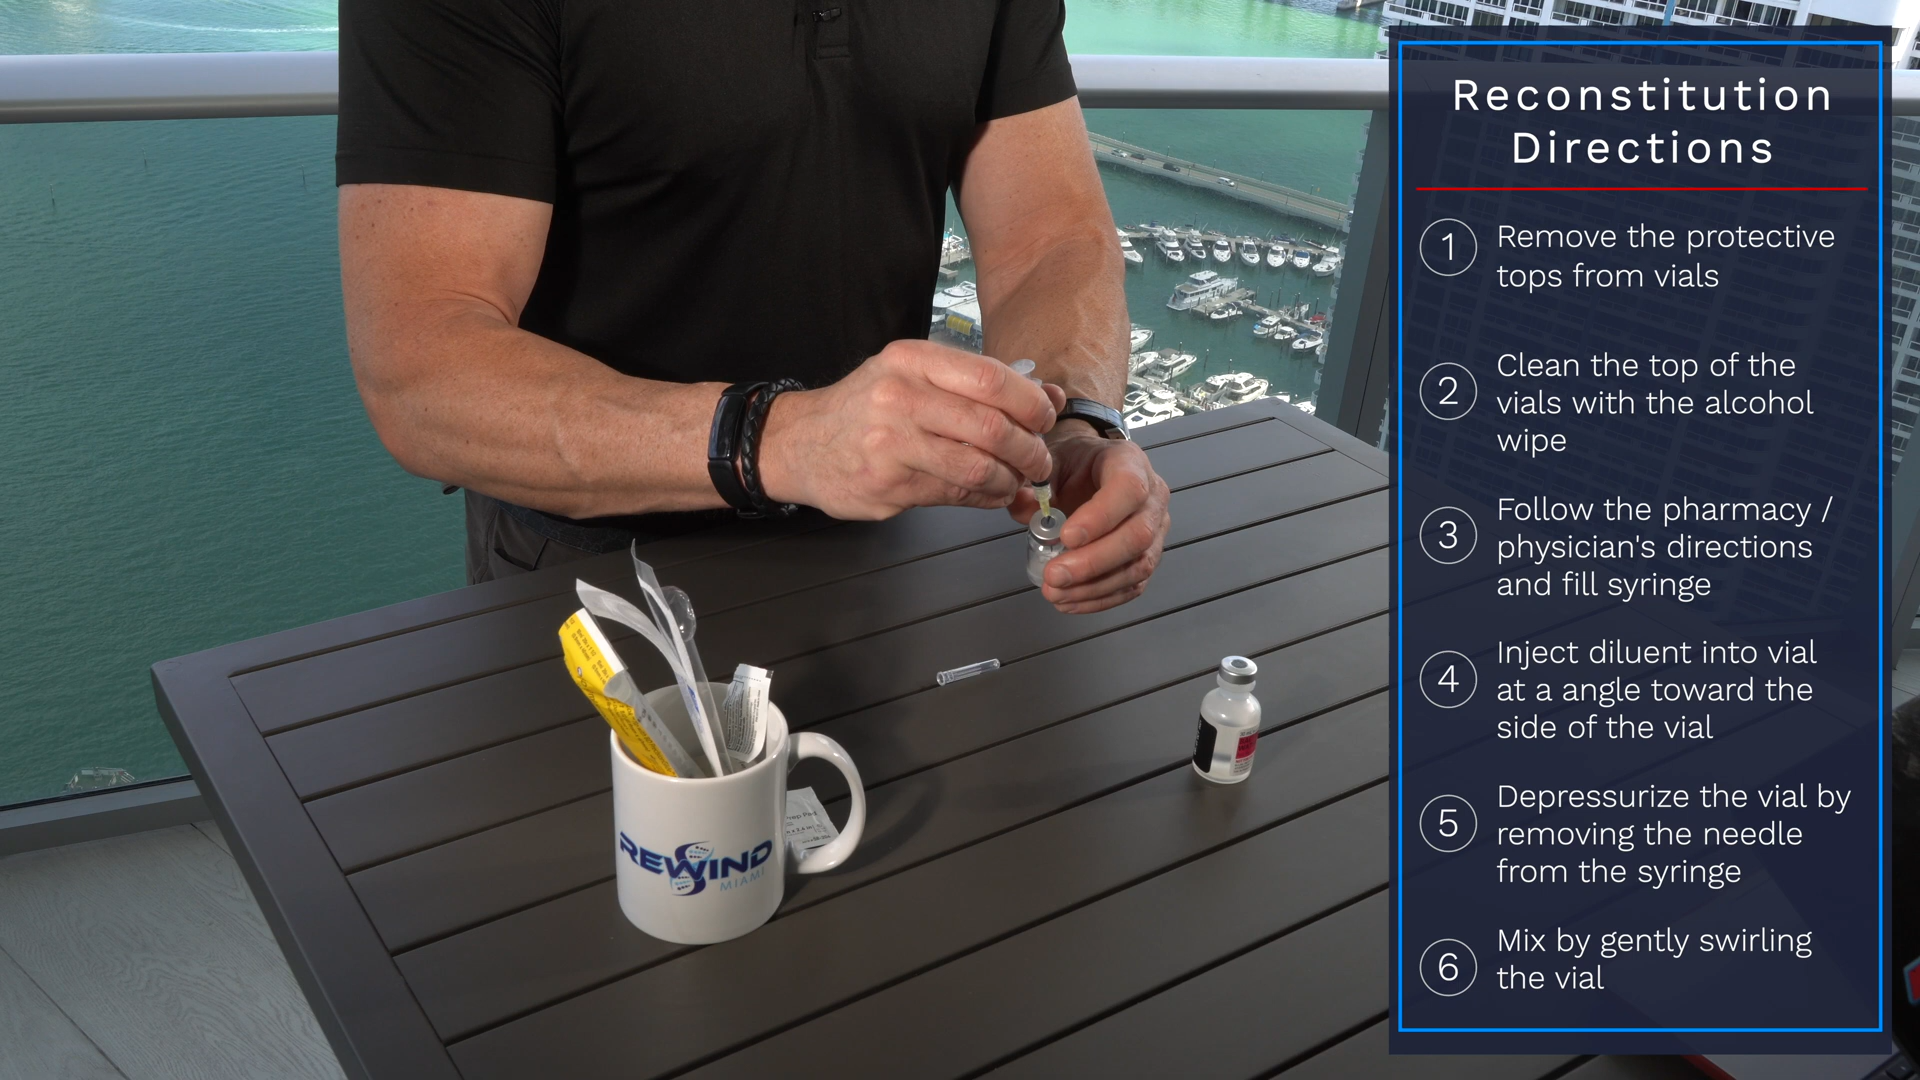 Reconstitution
Directions
1
Remove the protective
tops from vials
2
Clean the top of the
vials with the alcohol
wipe
3
Follow the pharmacy /
physician's directions
and fill syringe
4
Inject diluent into vial
at a angle toward the
side of the vial
5
Depressurize the vial by
removing the needle
from the syringe
6
Mix by gently swirling
the vial
REWIND
MIAMI
Prep Pad